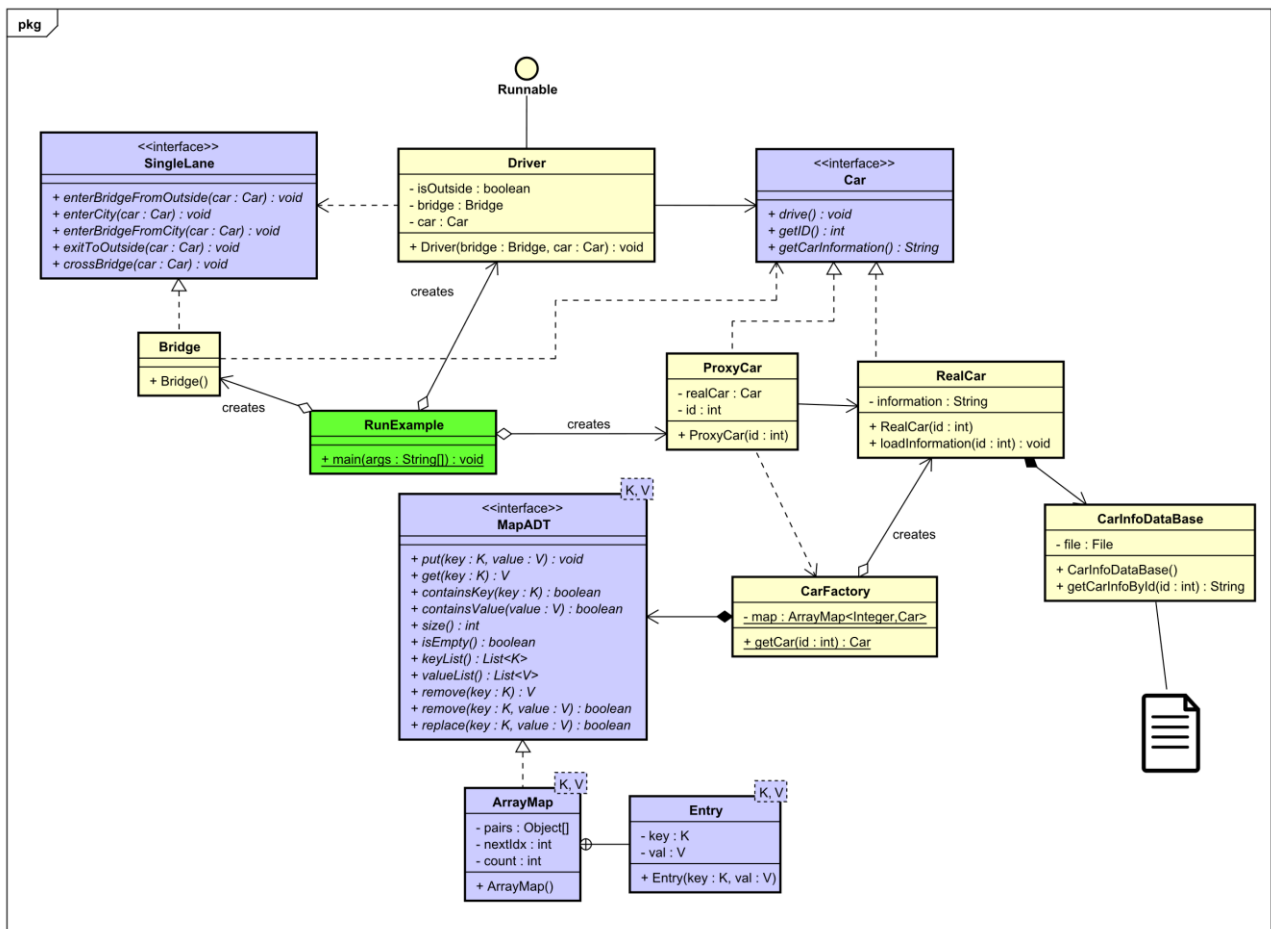 pkg
Runnable
<<interface>>
SingleLane
+ enterBridgeFromOutside(car : Car) : void
+ enterCity(car : Car) : void
+ enterBridgeFromCity(car : Car) : void
+ exitToOutside(car : Car) : void
+ crossBridge(car : Car) : void
Driver
- isOutside : boolean
- bridge : Bridge
- car : Car
+ Driver(bridge : Bridge, car : Car) : void
<<interface>>
Car
+ drive() : void
+ getID() : int
+ getCarInformation() : String
creates
Bridge
+ Bridge()
creates
RunExample
+ main(args : String[]) : void
creates
ProxyCar
- realCar : Car
- id : int
+ ProxyCar(id : int)
RealCar
- information : String
+ RealCar(id : int)
+ loadInformation(id : int) : void
K, V
<<interface>>
MapADT
+ put(key : K, value : V) : void
+ get(key : K) : V
+ containsKey(key : K) : boolean
+ containsValue(value : V) : boolean
+ size() : int
+ isEmpty() : boolean
+ keyList() : List<K>
+ valueList() : List<V>
+ remove(key : K) : V
+ remove(key : K, value : V) : boolean
+ replace(key : K, value : V) : boolean
creates
CarFactory
- map : ArrayMap<Integer,Car>
+ getCar(id : int) : Car
CarInfoDataBase
- file : File
+ CarInfoDataBase()
+ getCarInfoById(id : int) : String
K, V
ArrayMap
- pairs : Object[]
- nextIdx : int
- count : int
+ ArrayMap()
K, V
Entry
- key : K
- val : V
+ Entry(key : K, val : V)